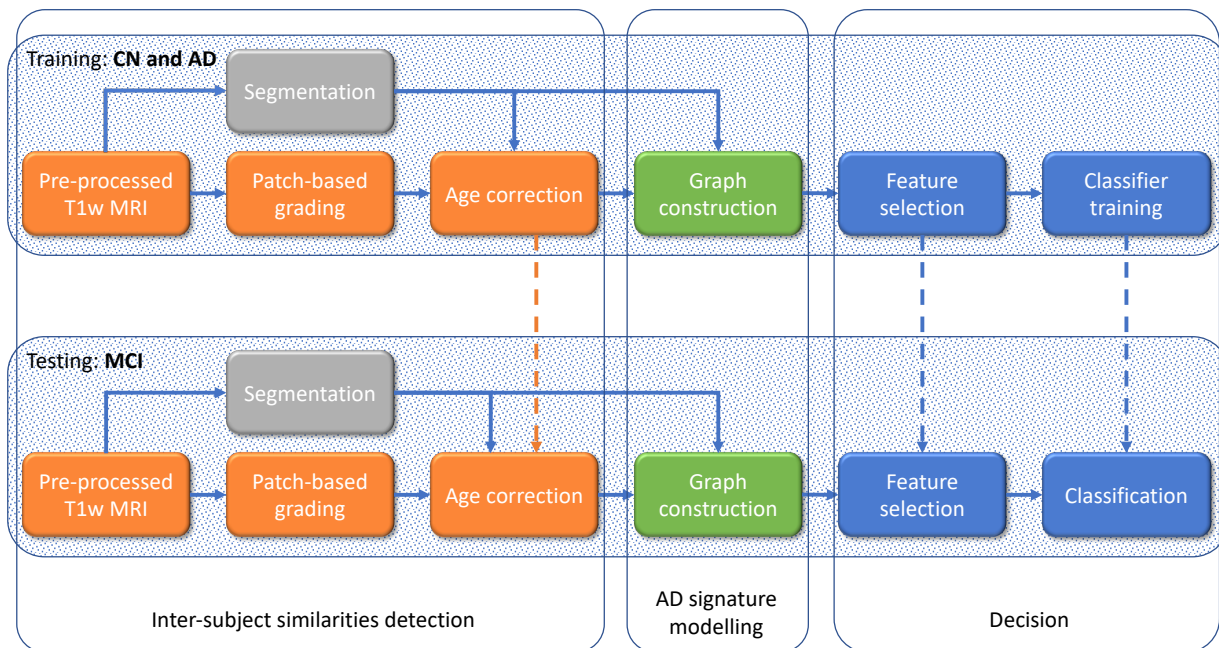 Training: CN and AD
Segmentation
Pre-processed
T1w MRI
Patch-based
grading
Age correction
Graph
construction
Feature
selection
Classifier
training
Testing: MCI
Segmentation
Pre-processed
T1w MRI
Patch-based
grading
Age correction
Graph
construction
Feature
selection
Classification
Inter-subject similarities detection
AD signature
modelling
Decision